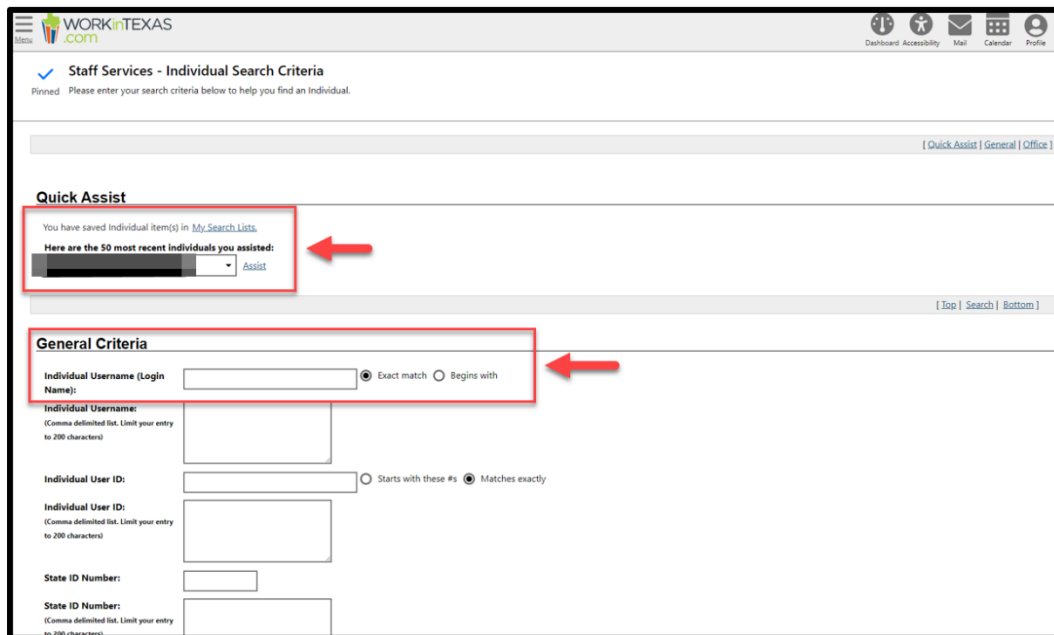 WORKinTEXAS
.com
Menu
Dashboard Accessibility Mail Calendar Profile
Staff Services - Individual Search Criteria
Pinned Please enter your search criteria below to help you find an Individual.
[ Quick Assist | General | Office ]
Quick Assist
You have saved Individual item(s) in My Search Lists.
Here are the 50 most recent individuals you assisted:
Assist
[ Top | Search | Bottom ]
General Criteria
Individual Username (Login Exact match Begins with
Name):
Individual Username:
(Comma delimited list. Limit your entry
to 200 characters)
Individual User ID: Starts with these #s Matches exactly
Individual User ID:
(Comma delimited list. Limit your entry
to 200 characters)
State ID Number:
State ID Number:
(Comma delimited list. Limit your entry
to 200 characters)